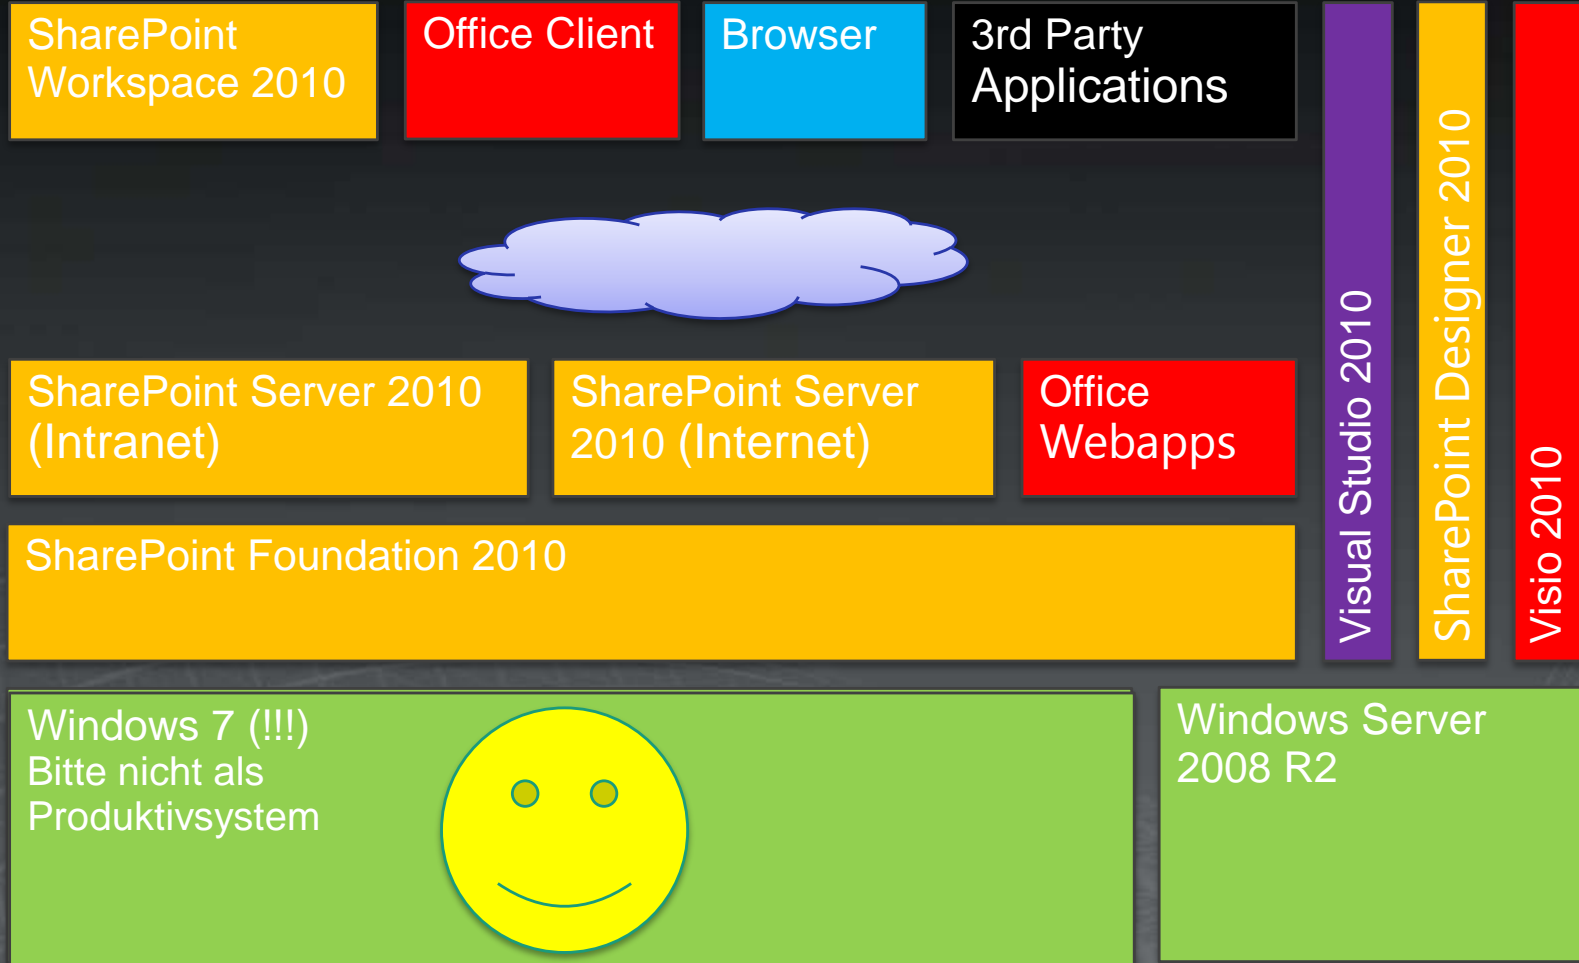 SharePoint
Workspace 2010
Office Client
Browser
3rd Party
Applications
SharePoint Server 2010
(Intranet)
SharePoint Server
2010 (Internet)
Office
Webapps
SharePoint Foundation 2010
Visual Studio 2010
SharePoint Designer 2010
Visio 2010
Windows 7 (!!!)
Bitte nicht als
Produktivsystem
Windows Server
2008 R2